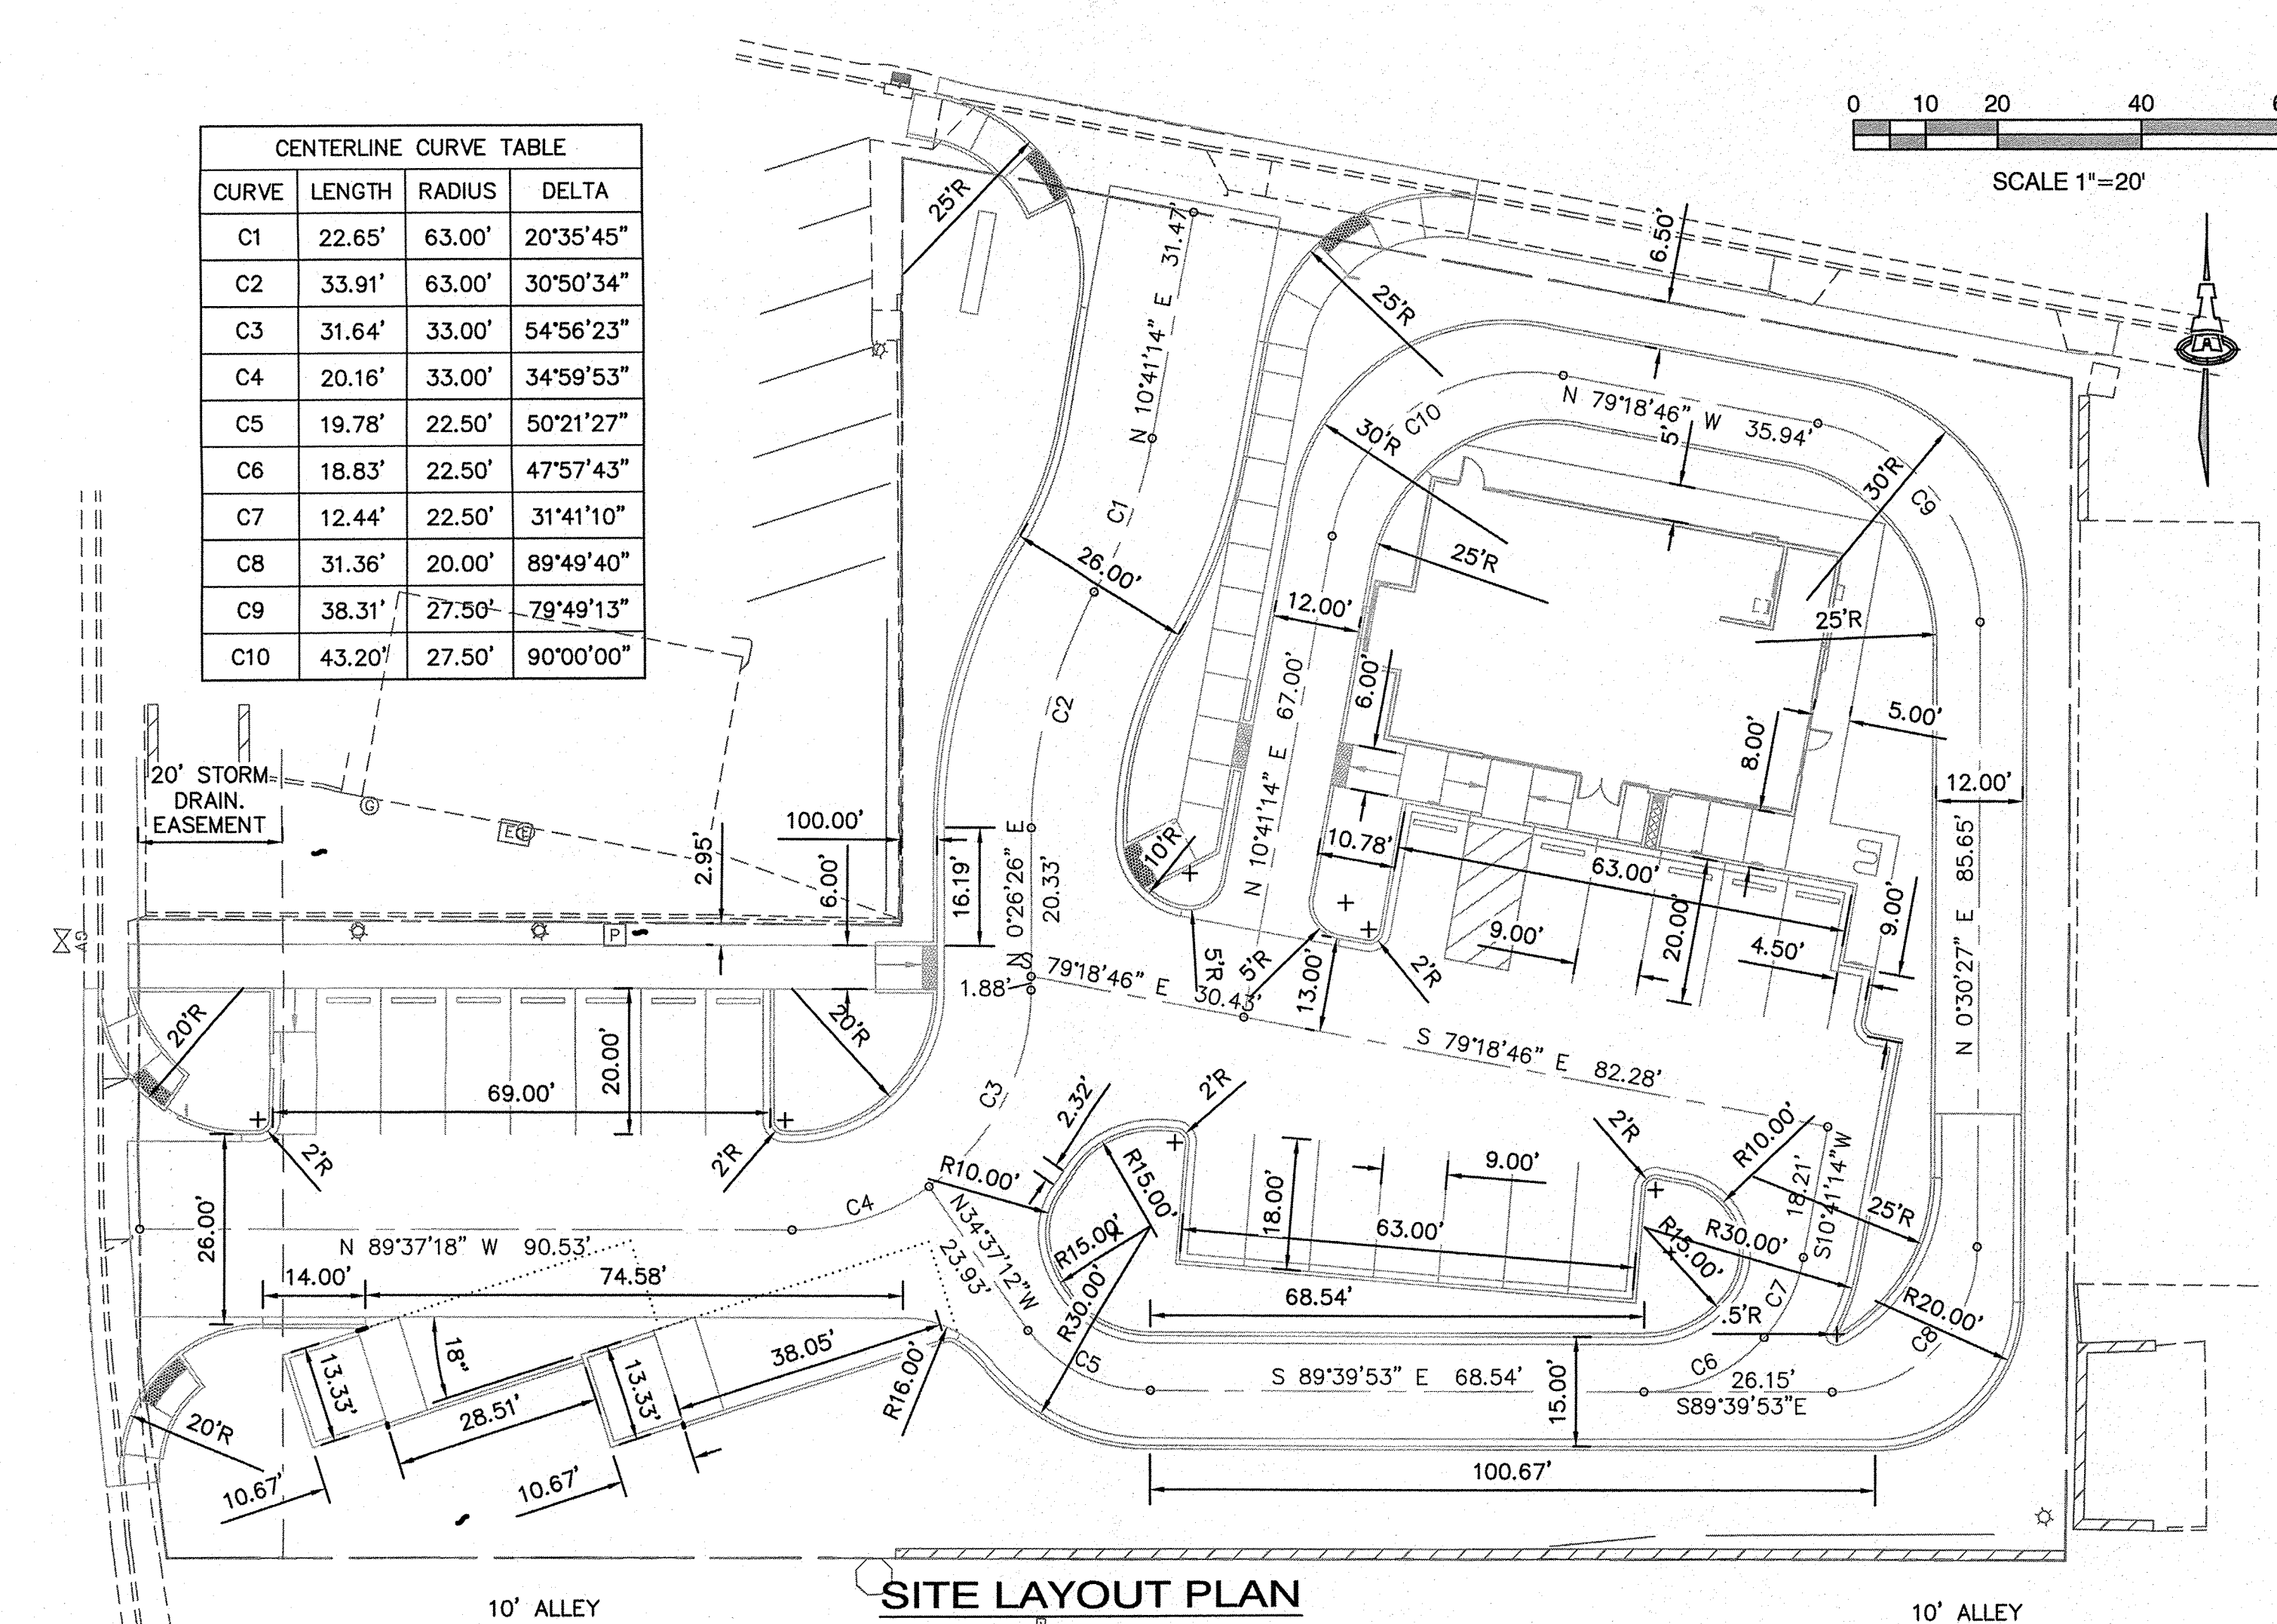 CENTERLINE CURVE TABLE
CURVE LENGTH RADIUS DELTA
C1 22.65' 63.00' 20°35'45"
C2 33.91' 63.00' 30°50'34"
C3 31.64' 33.00' 54°56'23"
C4 20.16' 33.00' 34°59'53"
C5 19.78' 22.50' 50°21'27"
C6 18.83' 22.50' 47°57'43"
C7 12.44' 22.50' 31°41'10"
C8 31.36' 20.00' 89°49'40"
C9 38.31' 27.50' 79°49'13"
C10 43.20' 27.50' 90°00'00"
0 10 20 40
SCALE 1"=20'
25'R
N 10°41'14" E 31.47'
6.50'
25'R
N 79°18'46" W 35.94'
C10
30'R
5'
30'R
C9
C1
26.00'
25'R
12.00'
25'R
C2
N 10°41'14" E 67.00'
6.00'
8.00'
5.00'
12.00'
N 0°30'27" E 85.65'
20' STORM
DRAIN.
EASEMENT
G
E
E
100.00'
2.95'
6.00'
16.19'
N 0°26'26" E
20.33'
10'R
10.78'
63.00'
9.00'
20.00'
4.50'
9.00'
GV
P
1.88'
S 79°18'46" E 30.43'
5'R
5'R
13.00'
2'R
S 79°18'46" E 82.28'
20'R
69.00'
20.00'
20'R
2'R
2'R
C3
2.32'
2'R
2'R
R10.00'
R10.00'
R15.00'
18.00'
9.00'
63.00'
18.21'
S10°41'14"W
25'R
26.00'
C4
N 89°37'18" W 90.53'
N34°37'12"W
23.93'
R15.00'
R30.00'
R15.00'
R30.00'
14.00'
74.58'
68.54'
.5'R
C7
R20.00'
C8
18"
13.33'
13.33'
38.05'
28.51'
R16.00'
C5
S 89°39'53" E 68.54'
C6
26.15'
S89°39'53"E
15.00'
20'R
10.67'
10.67'
100.67'
SITE LAYOUT PLAN
10' ALLEY
10' ALLEY